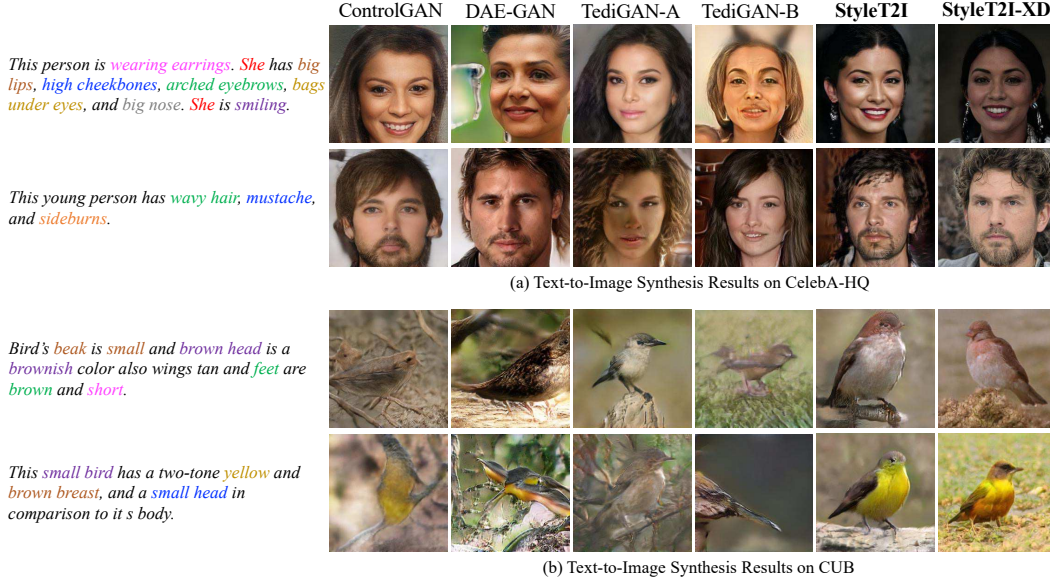 ControlGAN DAE-GAN TediGAN-A TediGAN-B StyleT2I StyleT2I-XD
This person is wearing earrings. She has big
lips, high cheekbones, arched eyebrows, bags
under eyes, and big nose. She is smiling.
This young person has wavy hair, mustache,
and sideburns.
(a) Text-to-Image Synthesis Results on CelebA-HQ
Bird's beak is small and brown head is a
brownish color also wings tan and feet are
brown and short.
This small bird has a two-tone yellow and
brown breast, and a small head in
comparison to it s body.
(b) Text-to-Image Synthesis Results on CUB